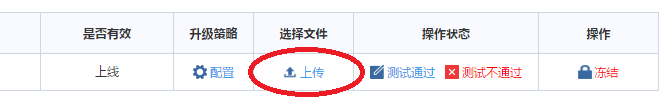 是否有效 升级策略 选择文件 操作状态 操作
上线 配置 上传 测试通过 测试不通过 冻结